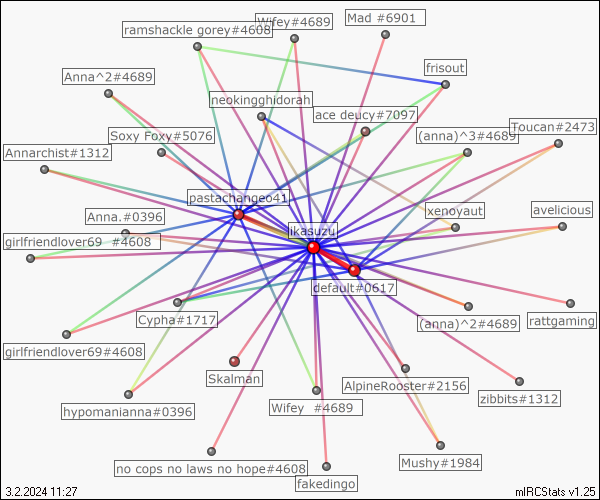 Mad #6901
Wifey#4689
ramshackle gorey#4608
frisout
Anna^2#4689
neokingghidorah
ace deucy#7097
Toucan#2473
Soxy Foxy#5076
(anna)^3#4689
Annarchist#1312
pastachangeo41
xenoyaut
avelicious
Anna.#0396
likasuzu
girlfriendlover69 #4608
default#0617
rattgaming
Cypha#1717
(anna)^2#4689
girlfriendlover69#4608
Skalman
AlpineRooster#2156
zibbits#1312
hypomanianna#0396
Wifey #4689
Mushy#1984
no cops no laws no hope#4608
fakedingo
3.2.2024 11:27
mIRCStats v1.25